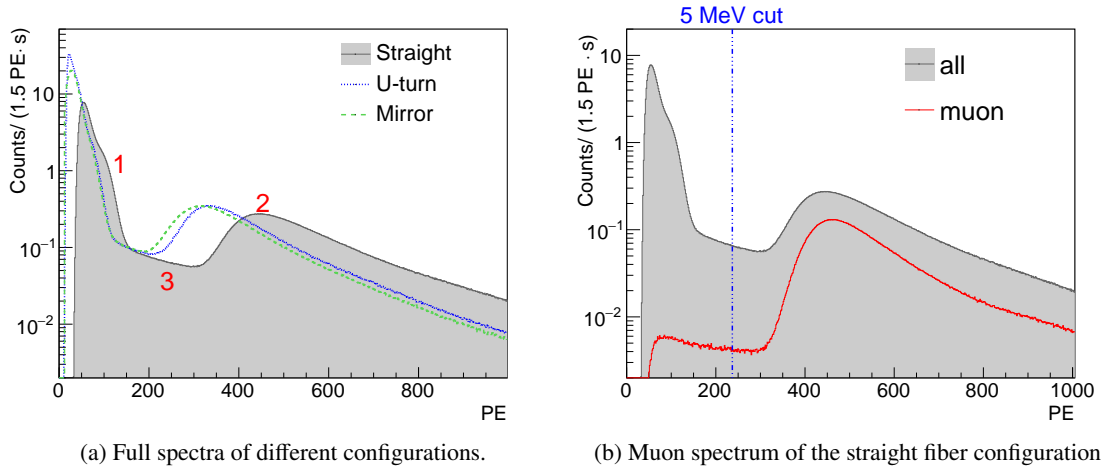 Counts/ (1.5 PE· s)
10
1
10⁻¹
10⁻²
Straight
U-turn
Mirror
1
2
3
0 200 400 600 800
PE
(a) Full spectra of different configurations.
5 MeV cut
Counts/ (1.5 PE · s)
10
1
10⁻¹
10⁻²
all
muon
0 200 400 600 800 1000
PE
(b) Muon spectrum of the straight fiber configuration